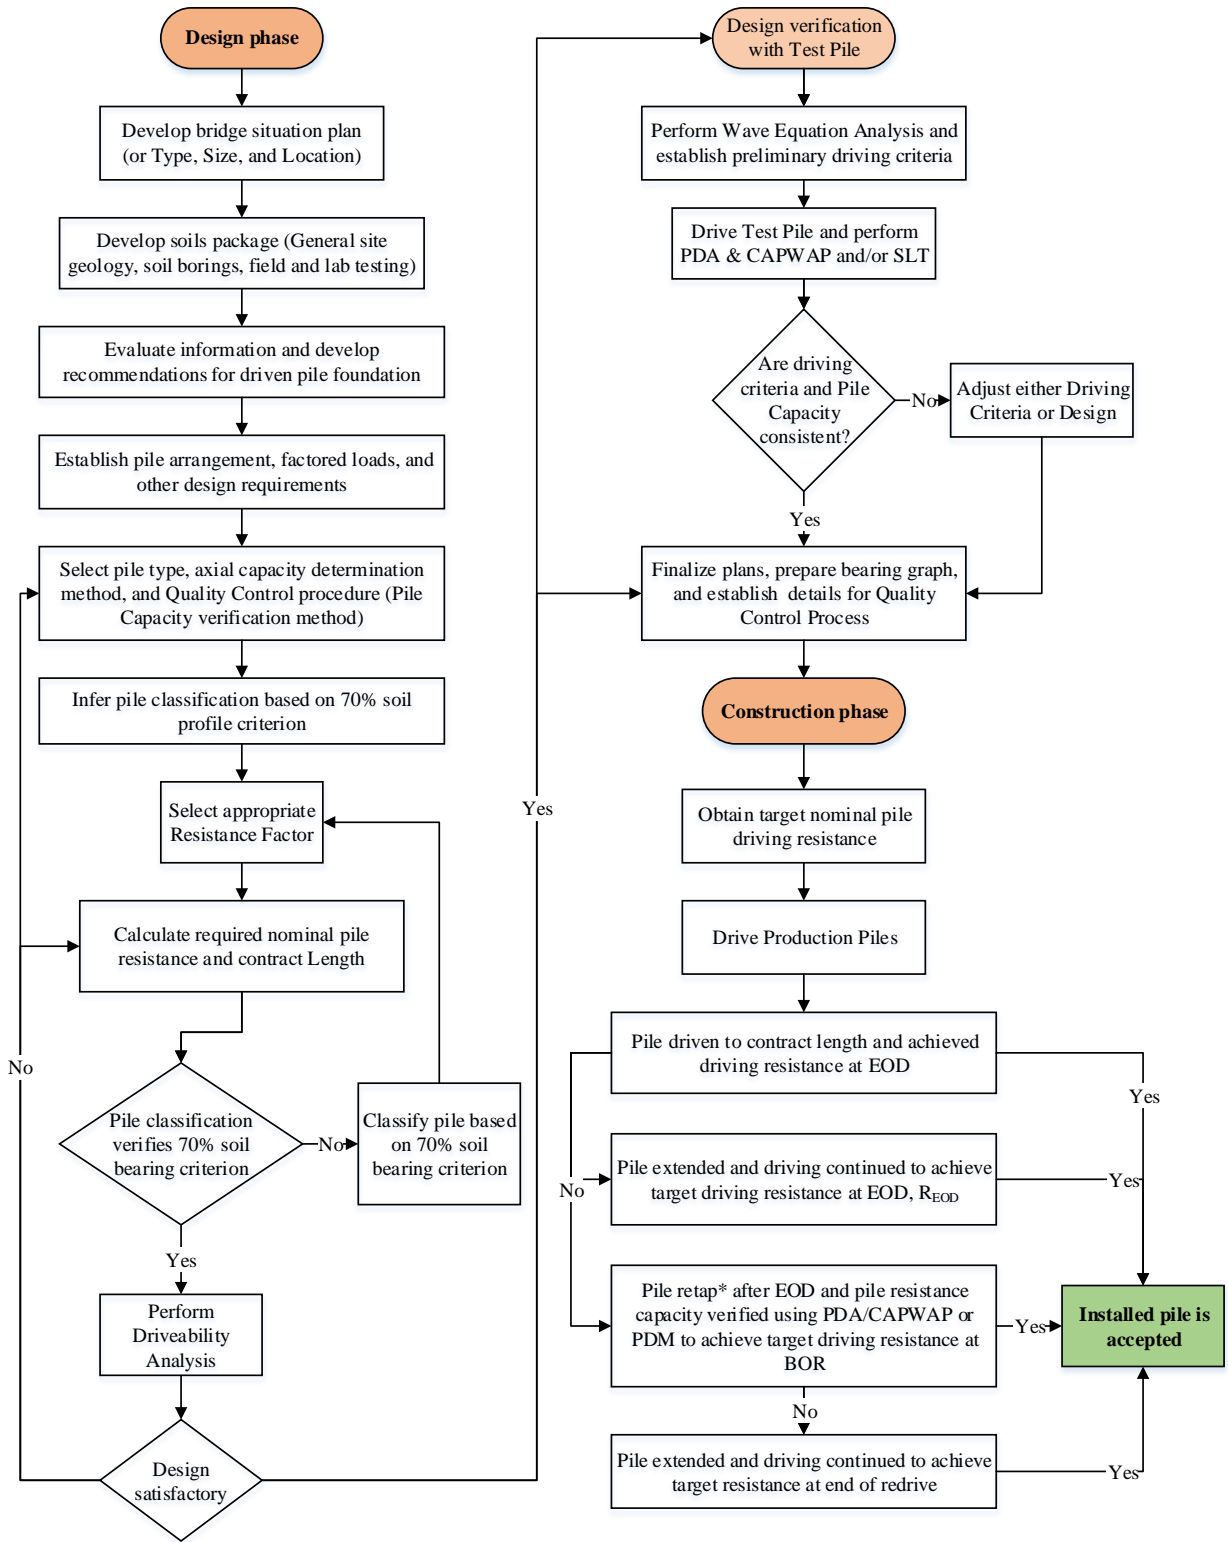 Design phase
Develop bridge situation plan
(or Type, Size, and Location)
Develop soils package (General site
geology, soil borings, field and lab testing)
Evaluate information and develop
recommendations for driven pile foundation
Establish pile arrangement, factored loads, and
other design requirements
Select pile type, axial capacity determination
method, and Quality Control procedure (Pile
Capacity verification method)
Infer pile classification based on 70% soil
profile criterion
Select appropriate
Resistance Factor
Calculate required nominal pile
resistance and contract Length
No
Pile classification
verifies 70% soil
bearing criterion
No
Classify pile based
on 70% soil
bearing criterion
Yes
Perform
Driveability
Analysis
Design
satisfactory
Yes
Design verification
with Test Pile
Perform Wave Equation Analysis and
establish preliminary driving criteria
Drive Test Pile and perform
PDA & CAPWAP and/or SLT
Are driving
criteria and Pile
Capacity
consistent?
No
Adjust either Driving
Criteria or Design
Yes
Finalize plans, prepare bearing graph,
and establish details for Quality
Control Process
Construction phase
Obtain target nominal pile
driving resistance
Drive Production Piles
Pile driven to contract length and achieved
driving resistance at EOD
Yes
No
Pile extended and driving continued to achieve
target driving resistance at EOD, REOD
Yes
Pile retap* after EOD and pile resistance
capacity verified using PDA/CAPWAP or
PDM to achieve target driving resistance at
BOR
Yes
Installed pile is
accepted
No
Pile extended and driving continued to achieve
target resistance at end of redrive
Yes